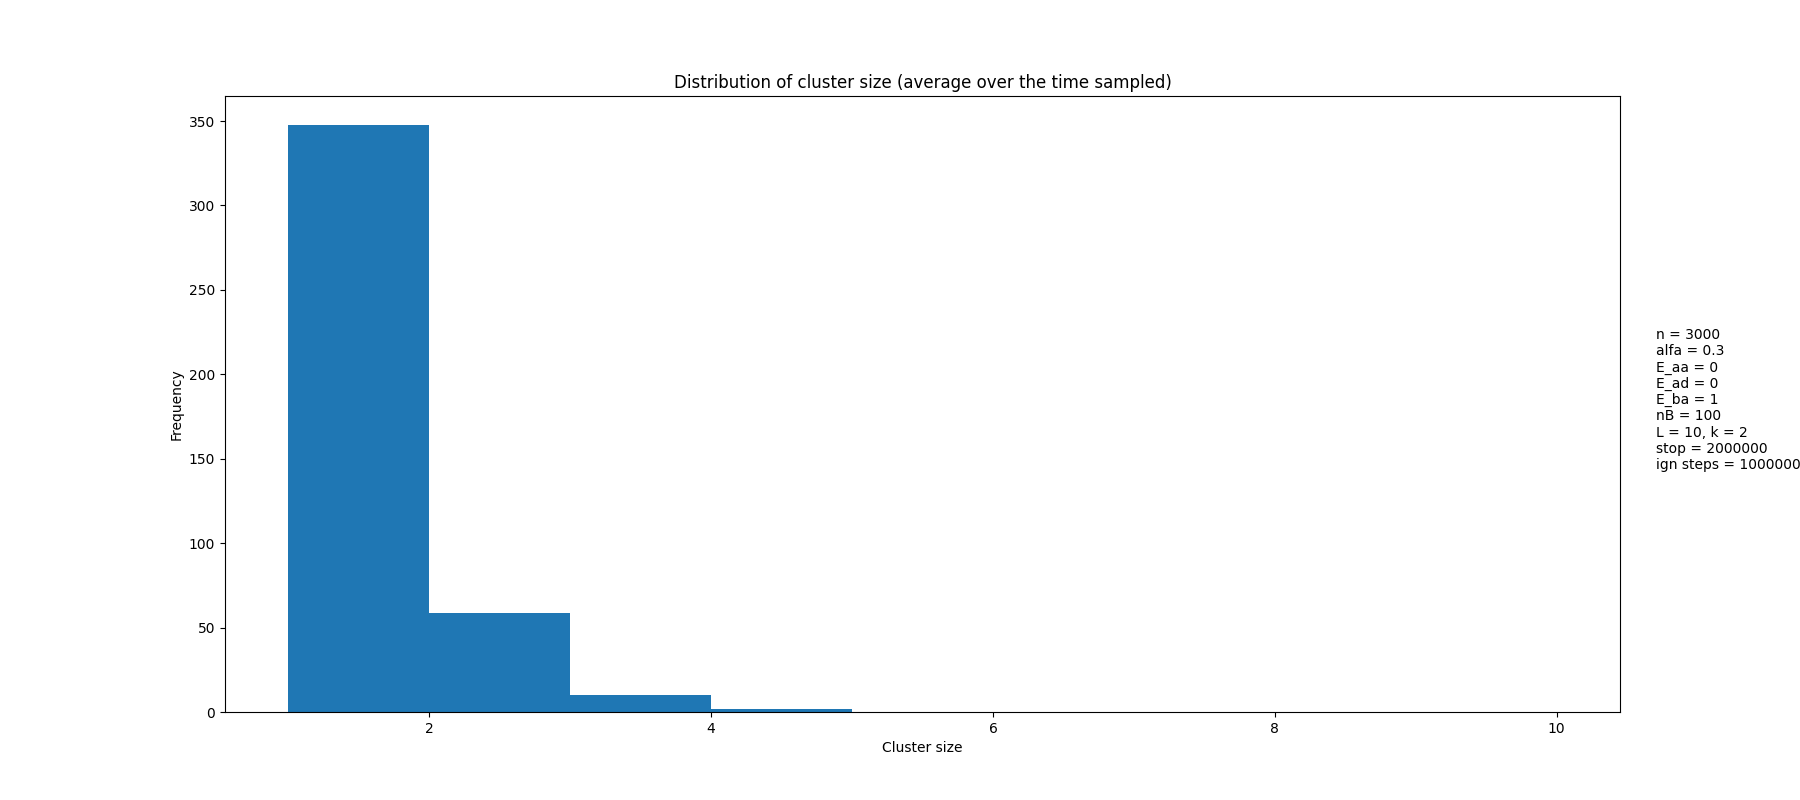 Distribution of cluster size (average over the time sampled)
350
300
250
200
150
100
50
0
Frequency
2 4 6 8 10
Cluster size
n = 3000
alfa = 0.3
E_aa = 0
E_ad = 0
E_ba = 1
nB = 100
L = 10, k = 2
stop = 2000000
ign steps = 1000000